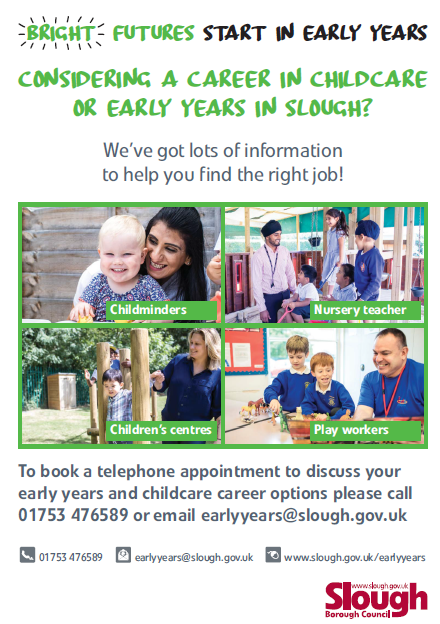 BRIGHT FUTURES START IN EARLY YEARS
CONSIDERING A CAREER IN CHILDCARE
OR EARLY YEARS IN SLOUGH?
We've got lots of information
to help you find the right job!
Childminders
Nursery teacher
Children's centres
Play workers
To book a telephone appointment to discuss your
early years and childcare career options please call
01753 476589 or email earlyyears@slough.gov.uk
01753 476589 earlyyears@slough.gov.uk www.slough.gov.uk/earlyyears
www.slough.gov.uk
Slough
Borough Council